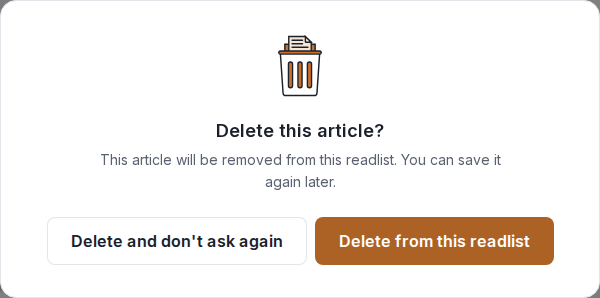 Delete this article?
This article will be removed from this readlist. You can save it
again later.
Delete and don't ask again
Delete from this readlist